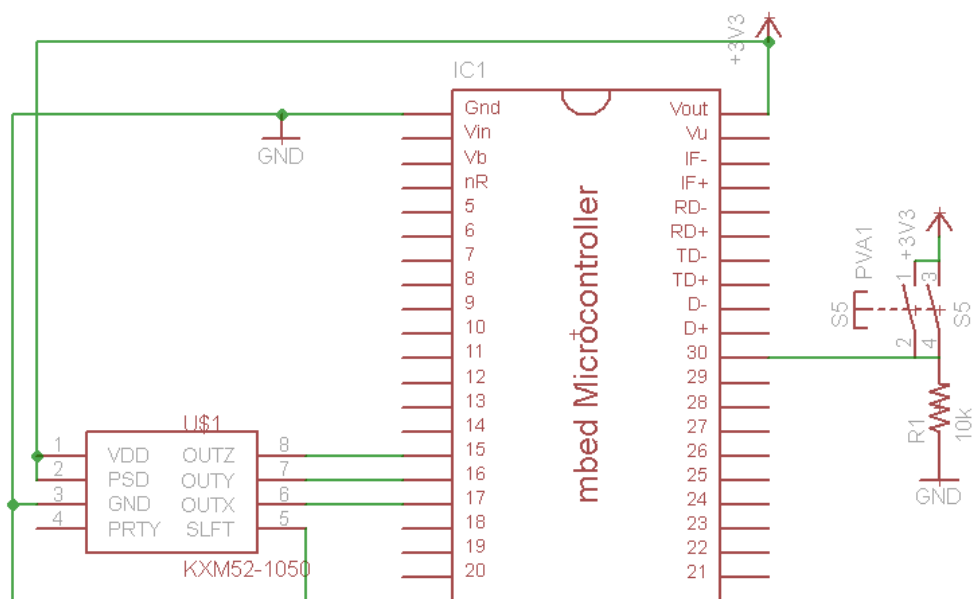 +3V3
IC1
Gnd
Vin
Vb
nR
5
6
7
8
9
10
11
12
13
14
15
16
17
18
19
20
mbed Microcontroller
Vout
Vu
IF-
IF+
RD-
RD+
TD-
TD+
D-
D+
30
29
28
27
26
25
24
23
22
21
GND
U$1
1 VDD OUTZ 8
2 PSD OUTY 7
3 GND OUTX 6
4 PRTY SLFT 5
KXM52-1050
PVA1
+3V3
S5
1 3
S5
2 4
R1
10k
GND